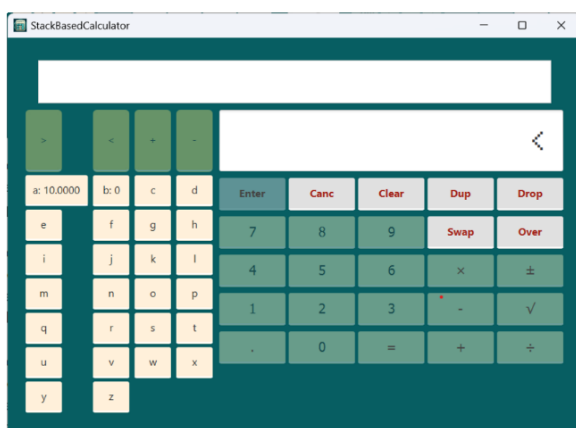 StackBasedCalculator
> < + -
<
a: 10.0000 b: 0 c d Enter Canc Clear Dup Drop
e f g h 7 8 9 Swap Over
i j k l 4 5 6 × ±
m n o p 1 2 3 - √
q r s t . 0 = + ÷
u v w x
y z